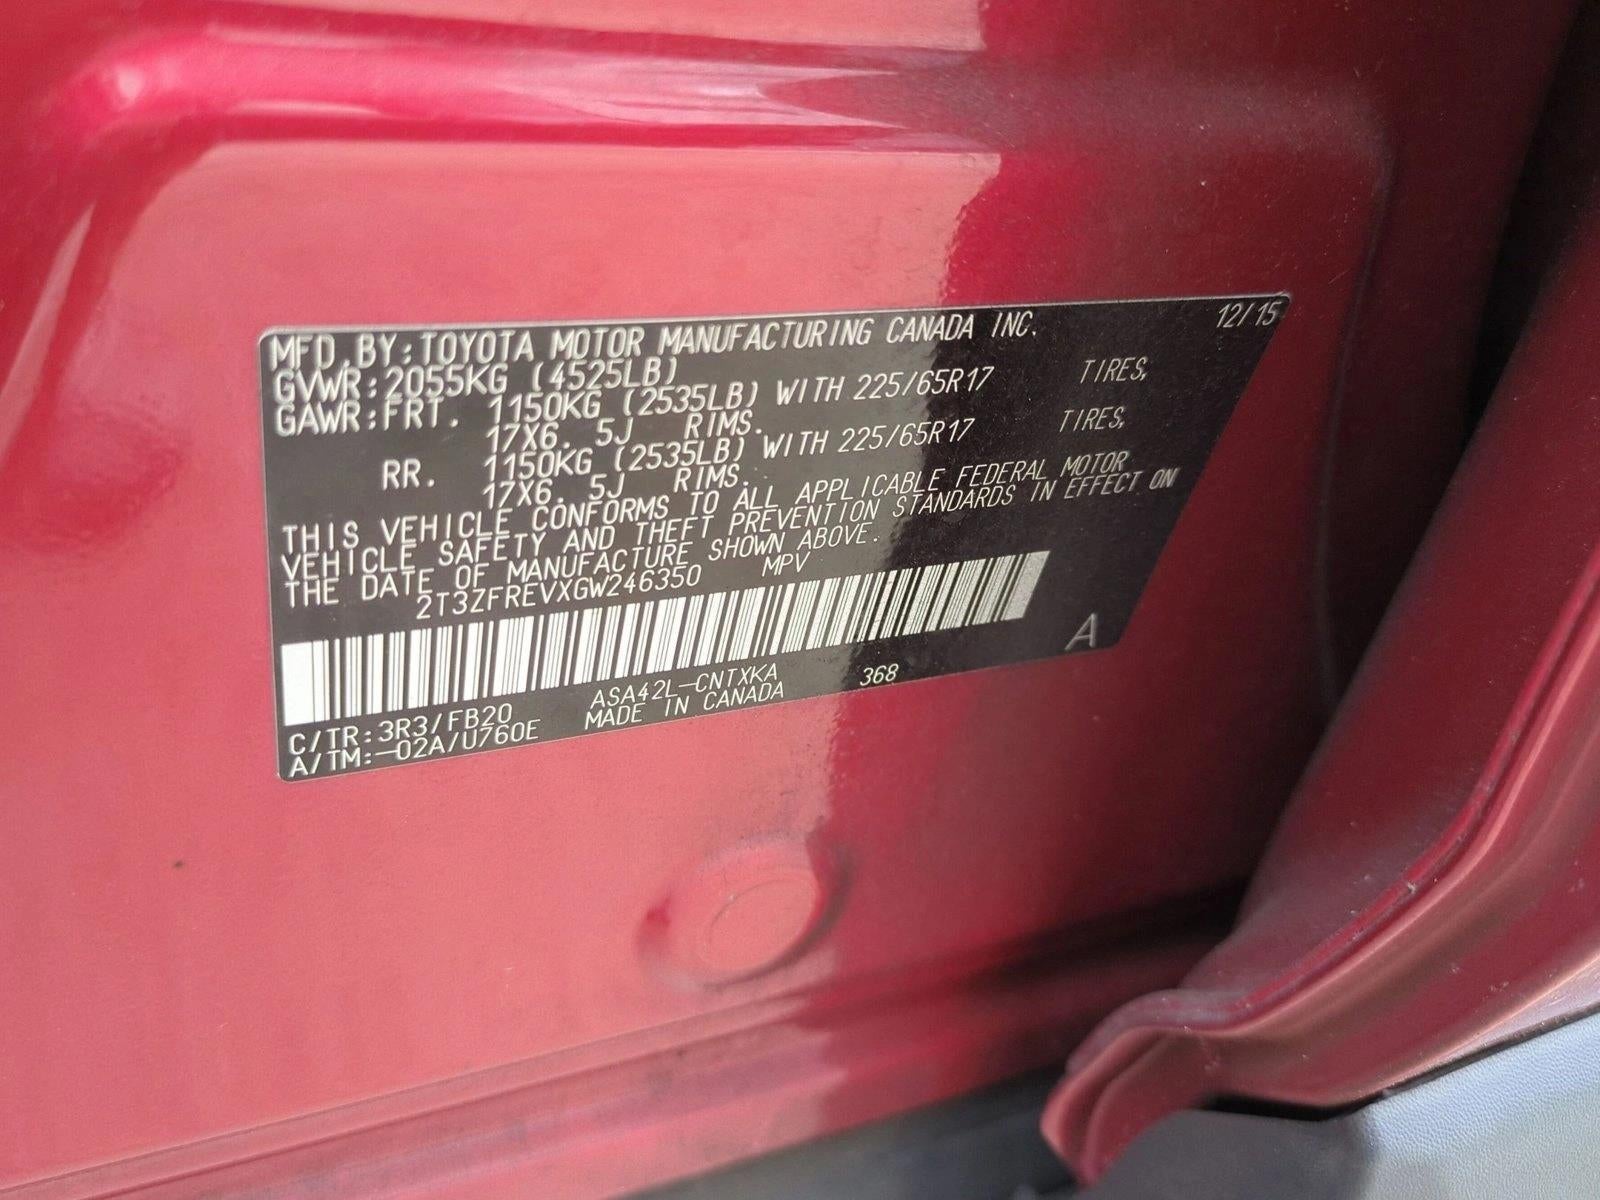 MFD.BY:TOYOTA MOTOR MANUFACTURING CANADA INC. 12/15
GVWR:2055KG (4525LB)
GAWR:FRT. 1150KG (2535LB) WITH 225/65R17 TIRES,
17X6.5J RIMS.
RR. 1150KG (2535LB) WITH 225/65R17 TIRES,
17X6.5J RIMS.
THIS VEHICLE CONFORMS TO ALL APPLICABLE FEDERAL MOTOR
VEHICLE SAFETY AND THEFT PREVENTION STANDARDS IN EFFECT ON
THE DATE OF MANUFACTURE SHOWN ABOVE.
2T3ZFREVXGW246350 MPV
A
C/TR:3R3/FB20 ASA42L-CNTXKA 368
A/TM:-02A/U760E MADE IN CANADA